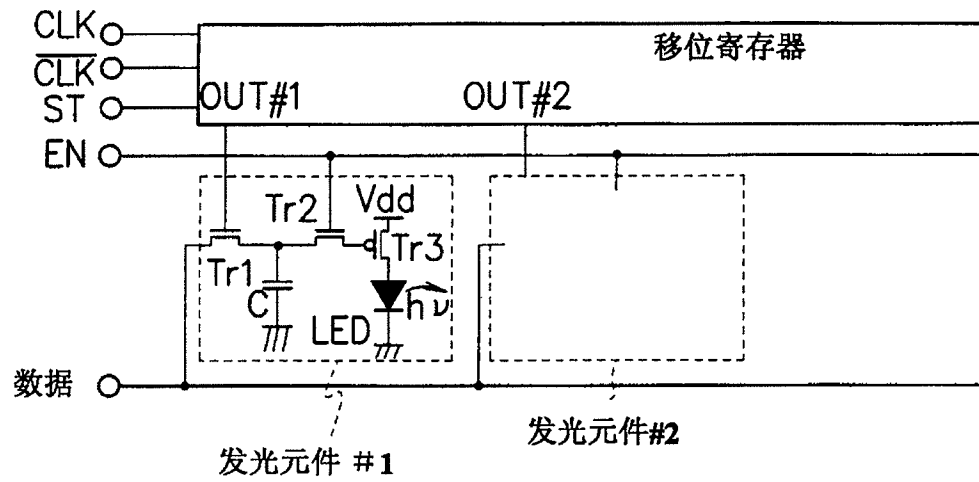 CLK
移位寄存器
C̅L̅K̅
ST
OUT#1
OUT#2
EN
Vdd
Tr2
Tr3
Tr1
C
hν
LED
数据
发光元件#2
发光元件 #1